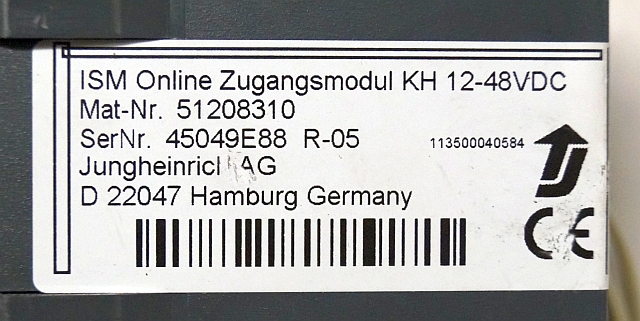 ISM Online Zugangsmodul KH 12-48VDC
Mat-Nr. 51208310
SerNr. 45049E88 R-05
113500040584
Jungheinrich AG
D 22047 Hamburg Germany
CE